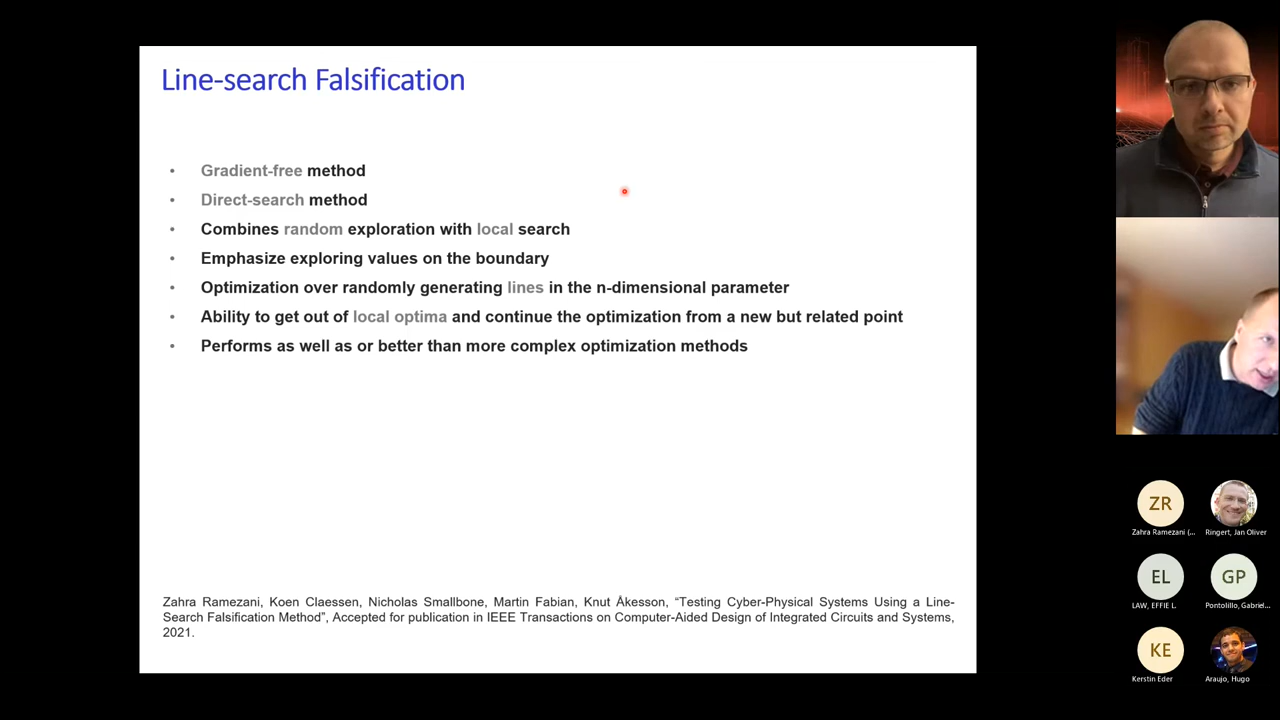 Line-search Falsification
• Gradient-free method
• Direct-search method
• Combines random exploration with local search
• Emphasize exploring values on the boundary
• Optimization over randomly generating lines in the n-dimensional parameter
• Ability to get out of local optima and continue the optimization from a new but related point
• Performs as well as or better than more complex optimization methods
Zahra Ramezani, Koen Claessen, Nicholas Smallbone, Martin Fabian, Knut Åkesson, “Testing Cyber-Physical Systems Using a Line-
Search Falsification Method”, Accepted for publication in IEEE Transactions on Computer-Aided Design of Integrated Circuits and Systems,
2021.
ZR
Zahra Ramezani (...
Ringert, Jan Oliver
EL
GP
LAW, EFFIE L.
Pontolillo, Gabriel...
KE
Kerstin Eder
Araujo, Hugo